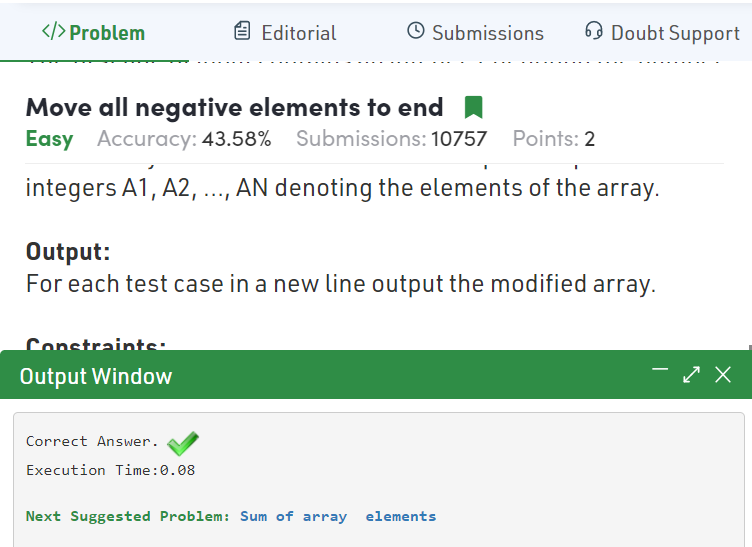 </> Problem Editorial Submissions Doubt Support
Move all negative elements to end
Easy Accuracy: 43.58% Submissions: 10757 Points: 2
integers A1, A2, ..., AN denoting the elements of the array.
Output:
For each test case in a new line output the modified array.
Constraints:
Output Window
Correct Answer.
Execution Time:0.08
Next Suggested Problem: Sum of array elements